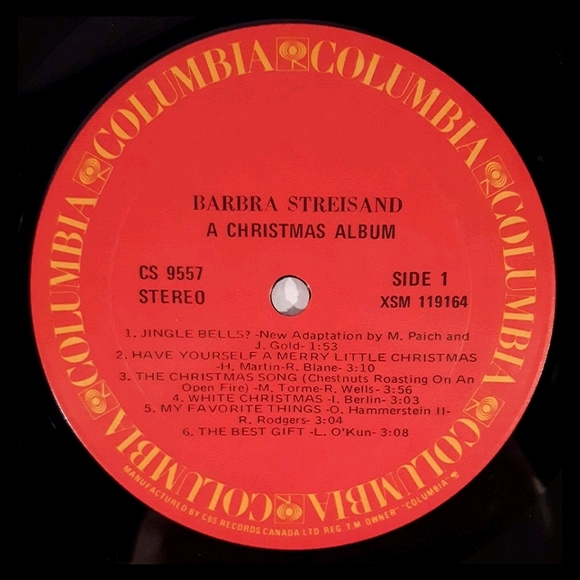 COLUMBIA COLUMBIA COLUMBIA COLUMBIA COLUMBIA COLUMBIA
BARBRA STREISAND
A CHRISTMAS ALBUM
CS 9557
STEREO
SIDE 1
XSM 119164
1. JINGLE BELLS? -New Adaptation by M. Paich and
J. Gold- 1:53
2. HAVE YOURSELF A MERRY LITTLE CHRISTMAS
-H. Martin-R. Blane- 3:10
3. THE CHRISTMAS SONG (Chestnuts Roasting On An
Open Fire) -M. Torme-R. Wells- 3:56
4. WHITE CHRISTMAS -I. Berlin- 3:03
5. MY FAVORITE THINGS -O. Hammerstein II-
R. Rodgers- 3:04
6. THE BEST GIFT -L. O'Kun- 3:08
MANUFACTURED BY CBS RECORDS CANADA LTD REG. T.M. OWNER "COLUMBIA"